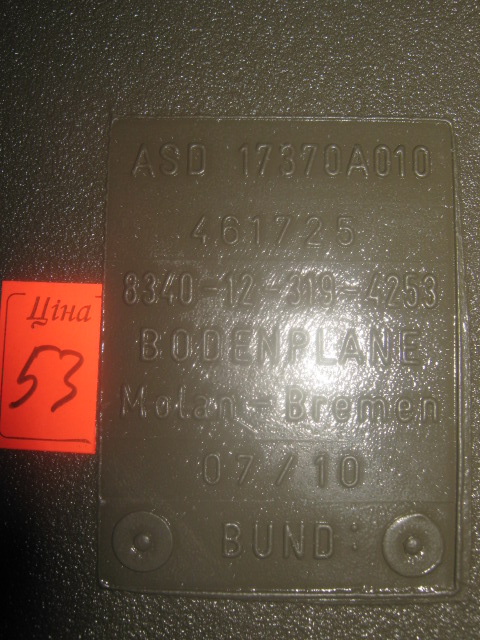 ASD 17370A010
461725
8340-12-319-4253
BODENPLANE
Molan-Bremen
07/10
BUND:
Ціна
53